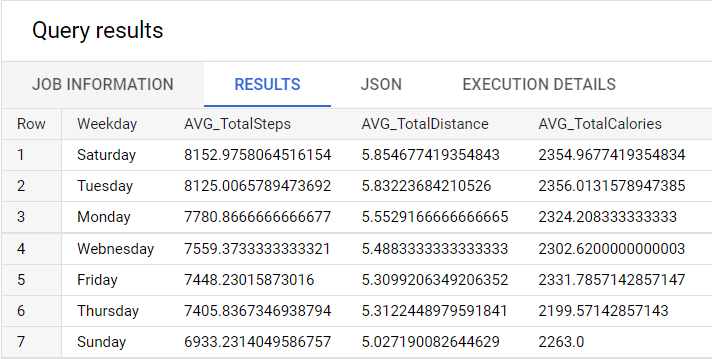 Query results
JOB INFORMATION RESULTS JSON EXECUTION DETAILS
Row Weekday AVG_TotalSteps AVG_TotalDistance AVG_TotalCalories
1 Saturday 8152.9758064516154 5.854677419354843 2354.9677419354834
2 Tuesday 8125.0065789473692 5.83223684210526 2356.0131578947385
3 Monday 7780.8666666666677 5.5529166666666665 2324.208333333333
4 Webnesday 7559.3733333333321 5.4883333333333333 2302.6200000000003
5 Friday 7448.23015873016 5.3099206349206352 2331.7857142857147
6 Thursday 7405.8367346938794 5.3122448979591841 2199.57142857143
7 Sunday 6933.2314049586757 5.027190082644629 2263.0